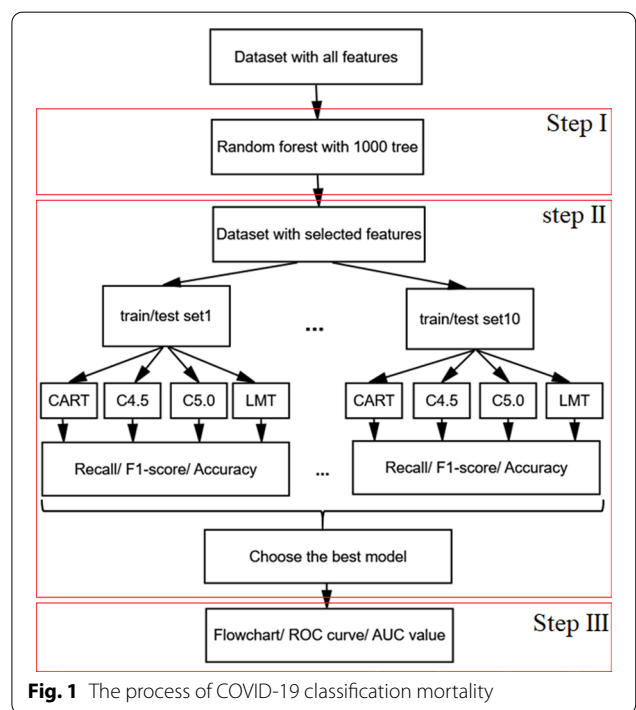 Dataset with all features
Step I
Random forest with 1000 tree
step II
Dataset with selected features
train/test set1
...
train/test set10
CART
C4.5
C5.0
LMT
CART
C4.5
C5.0
LMT
Recall/ F1-score/ Accuracy
...
Recall/ F1-score/ Accuracy
Choose the best model
Step III
Flowchart/ ROC curve/ AUC value
Fig. 1 The process of COVID-19 classification mortality